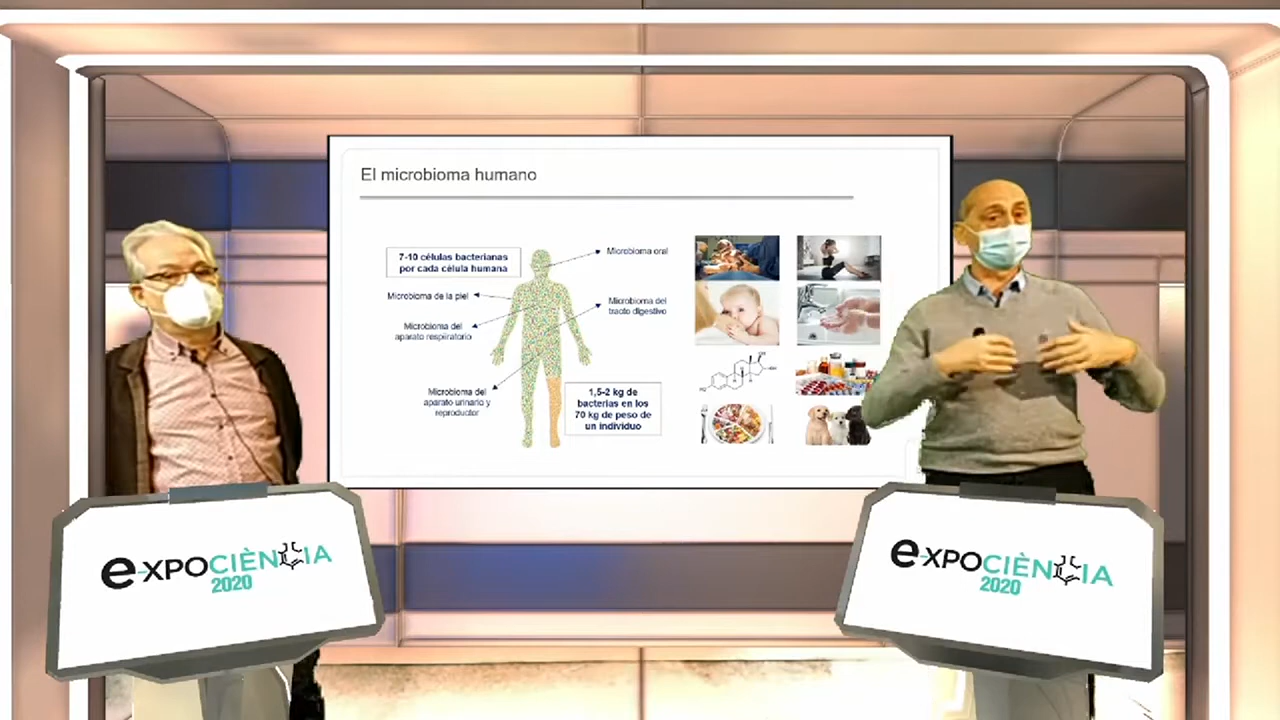 El microbioma humano
7-10 células bacterianas
por cada célula humana
Microbioma oral
Microbioma de la piel
Microbioma del
tracto digestivo
Microbioma del
aparato respiratorio
Microbioma del
aparato urinario y
reproductor
1,5-2 kg de
bacterias en los
70 kg de peso de
un individuo
e-XPOCIÈNCIA
2020
e-XPOCIÈNCIA
2020